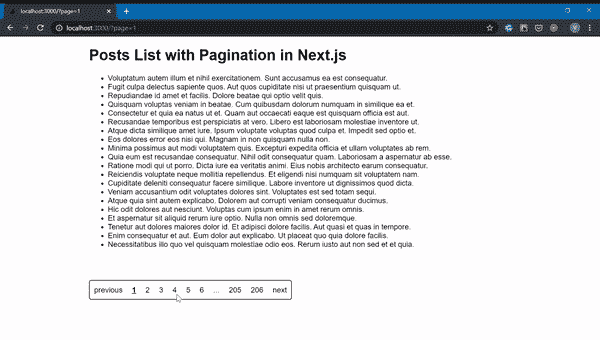 localhost:3000/?page=1
localhost:3000/?page=1
Posts List with Pagination in Next.js
Voluptatum autem illum et nihil exercitationem. Sunt accusamus ea est consequatur.
Fugit culpa delectus sapiente quos. Aut quos cupiditate nisi ut praesentium quisquam ut.
Repudiandae id amet et facilis. Dolore beatae qui optio velit quis.
Quisquam voluptas veniam in beatae. Cum quibusdam dolorum numquam in similique ea et.
Consectetur et quia ea natus ut et. Quam aut occaecati eaque est quisquam officia est aut.
Recusandae temporibus est perspiciatis at vero. Libero est laboriosam molestiae inventore ut.
Atque dicta similique amet iure. Ipsum voluptate voluptas quod culpa et. Impedit sed optio et.
Eos dolores error eos nisi qui. Magnam in non quisquam nulla non.
Minima possimus aut modi voluptatem quis. Excepturi expedita officia et ullam voluptates ab rem.
Quia eum est recusandae consequatur. Nihil odit consequatur quam. Laboriosam a aspernatur ab esse.
Ratione modi qui ut porro. Dicta iure ea veritatis animi. Eius nobis architecto earum consequatur.
Reiciendis voluptate neque mollitia repellendus. Et eligendi nisi numquam sit voluptatem nam.
Cupiditate deleniti consequatur facere similique. Labore inventore ut dignissimos quod dicta.
Veniam accusantium odit voluptates dolores sint. Voluptates est sed totam sequi.
Atque quia sint autem explicabo. Dolorem aut corrupti veniam consequatur ducimus.
Hic odit dolores aut nesciunt. Voluptas cum ipsum enim in amet rerum omnis.
Et aspernatur sit aliquid rerum iure optio. Nulla non omnis sed doloremque.
Tenetur aut dolores maiores dolor id. Et adipisci dolore facilis. Aut quasi et quas in tempore.
Enim consequatur et aut. Eum dolor aut explicabo. Ut placeat quo quia dolore facilis.
Necessitatibus illo quo vel quisquam molestiae odio eos. Rerum iusto aut non sed et et quia.
previous 1 2 3 4 5 6 ... 205 206 next